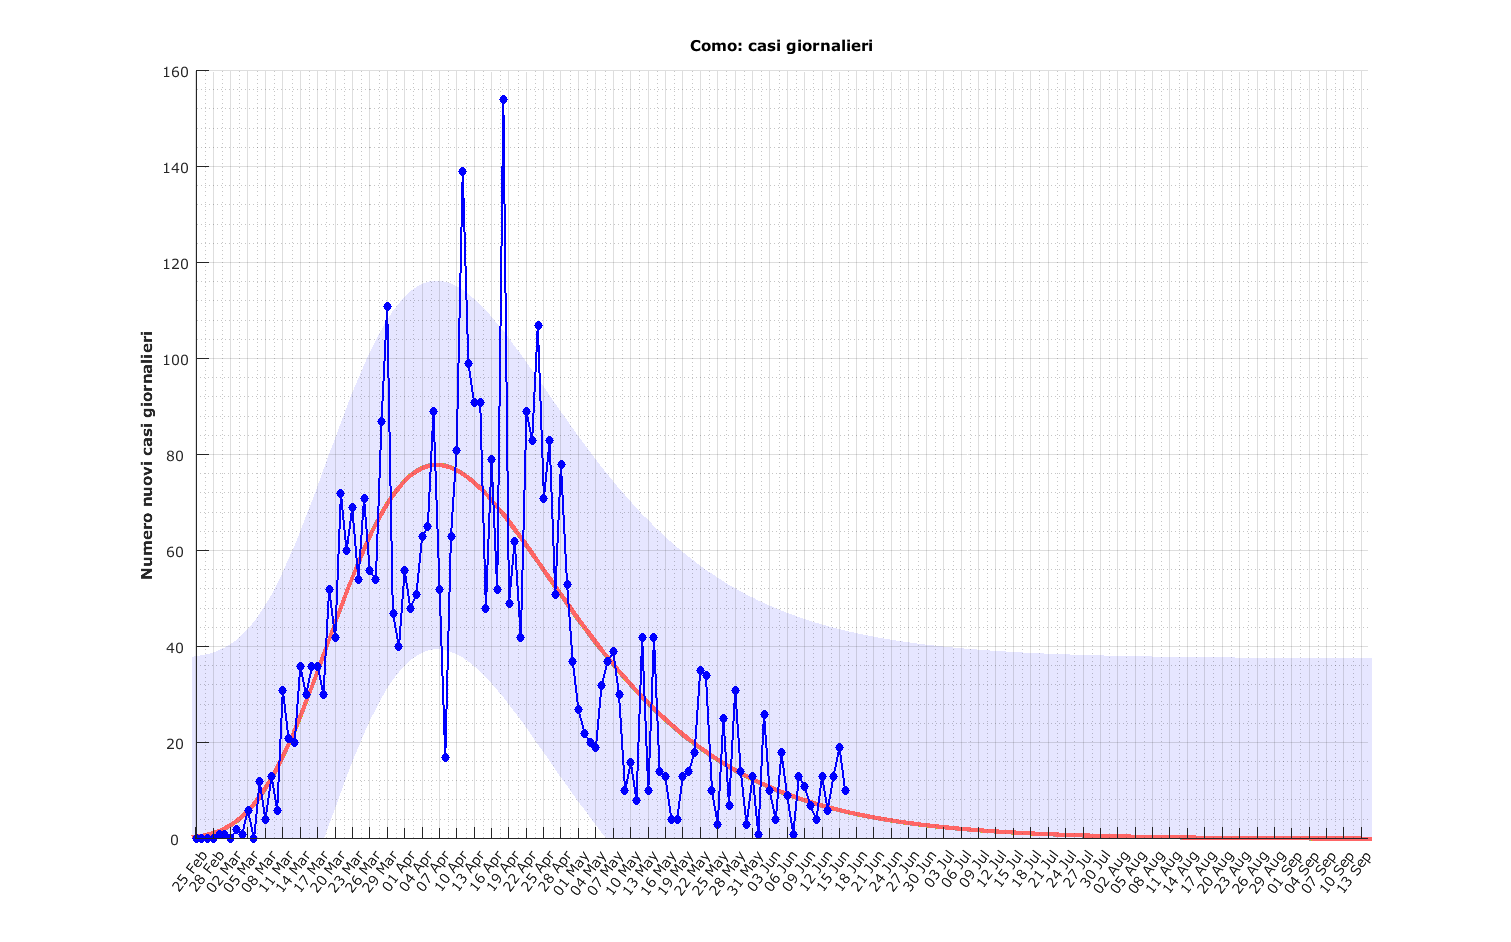 Como: casi giornalieri
Numero nuovi casi giornalieri
160
140
120
100
80
60
40
20
0
25 Feb
28 Feb
02 Mar
05 Mar
08 Mar
11 Mar
14 Mar
17 Mar
20 Mar
23 Mar
26 Mar
29 Mar
01 Apr
04 Apr
07 Apr
10 Apr
13 Apr
16 Apr
19 Apr
22 Apr
25 Apr
28 Apr
01 May
04 May
07 May
10 May
13 May
16 May
19 May
22 May
25 May
28 May
31 May
03 Jun
06 Jun
09 Jun
12 Jun
15 Jun
18 Jun
21 Jun
24 Jun
27 Jun
30 Jun
03 Jul
06 Jul
09 Jul
12 Jul
15 Jul
18 Jul
21 Jul
24 Jul
27 Jul
30 Jul
02 Aug
05 Aug
08 Aug
11 Aug
14 Aug
17 Aug
20 Aug
23 Aug
26 Aug
29 Aug
01 Sep
04 Sep
07 Sep
10 Sep
13 Sep